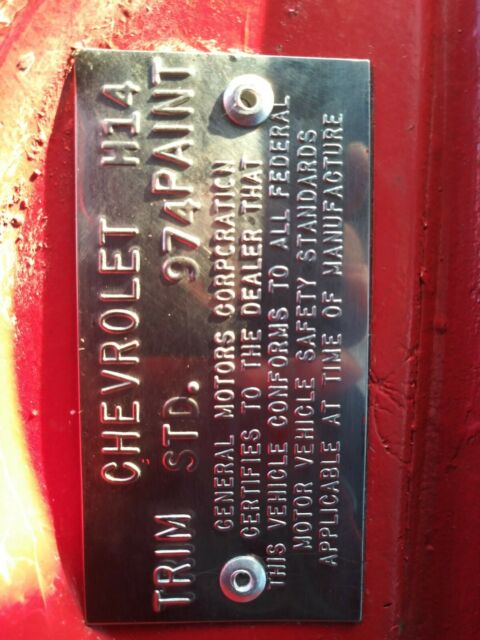 CHEVROLET H14
TRIM STD. 974PAINT
GENERAL MOTORS CORPORATION
CERTIFIES TO THE DEALER THAT
THIS VEHICLE CONFORMS TO ALL FEDERAL
MOTOR VEHICLE SAFETY STANDARDS
APPLICABLE AT TIME OF MANUFACTURE